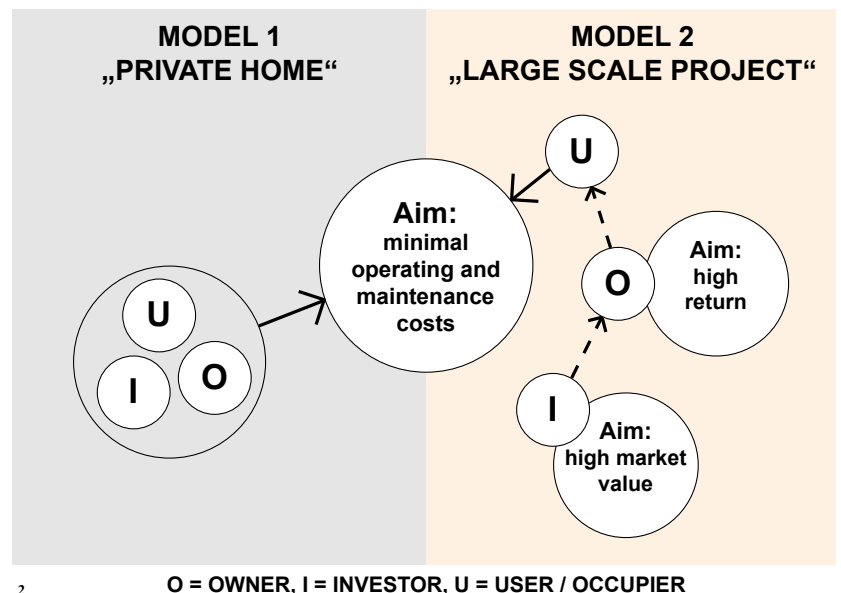 MODEL 1
„PRIVATE HOME“
MODEL 2
„LARGE SCALE PROJECT“
U
Aim:
minimal
operating and
maintenance
costs
O
Aim:
high
return
U
I
O
I
Aim:
high market
value
2
O = OWNER, I = INVESTOR, U = USER / OCCUPIER